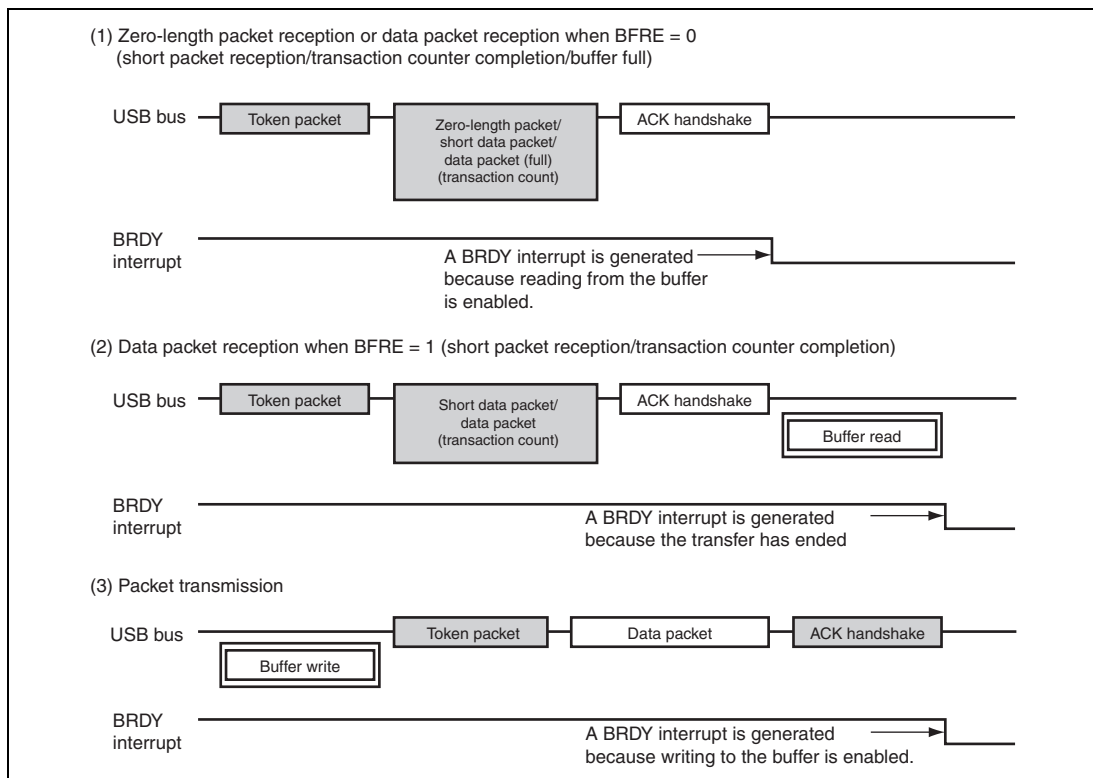 (1) Zero-length packet reception or data packet reception when BFRE = 0
(short packet reception/transaction counter completion/buffer full)
USB bus
Token packet
Zero-length packet/
short data packet/
data packet (full)
(transaction count)
ACK handshake
BRDY
interrupt
A BRDY interrupt is generated
because reading from the buffer
is enabled.
(2) Data packet reception when BFRE = 1 (short packet reception/transaction counter completion)
USB bus
Token packet
Short data packet/
data packet
(transaction count)
ACK handshake
Buffer read
BRDY
interrupt
A BRDY interrupt is generated
because the transfer has ended
(3) Packet transmission
USB bus
Token packet
Data packet
ACK handshake
Buffer write
BRDY
interrupt
A BRDY interrupt is generated
because writing to the buffer is enabled.